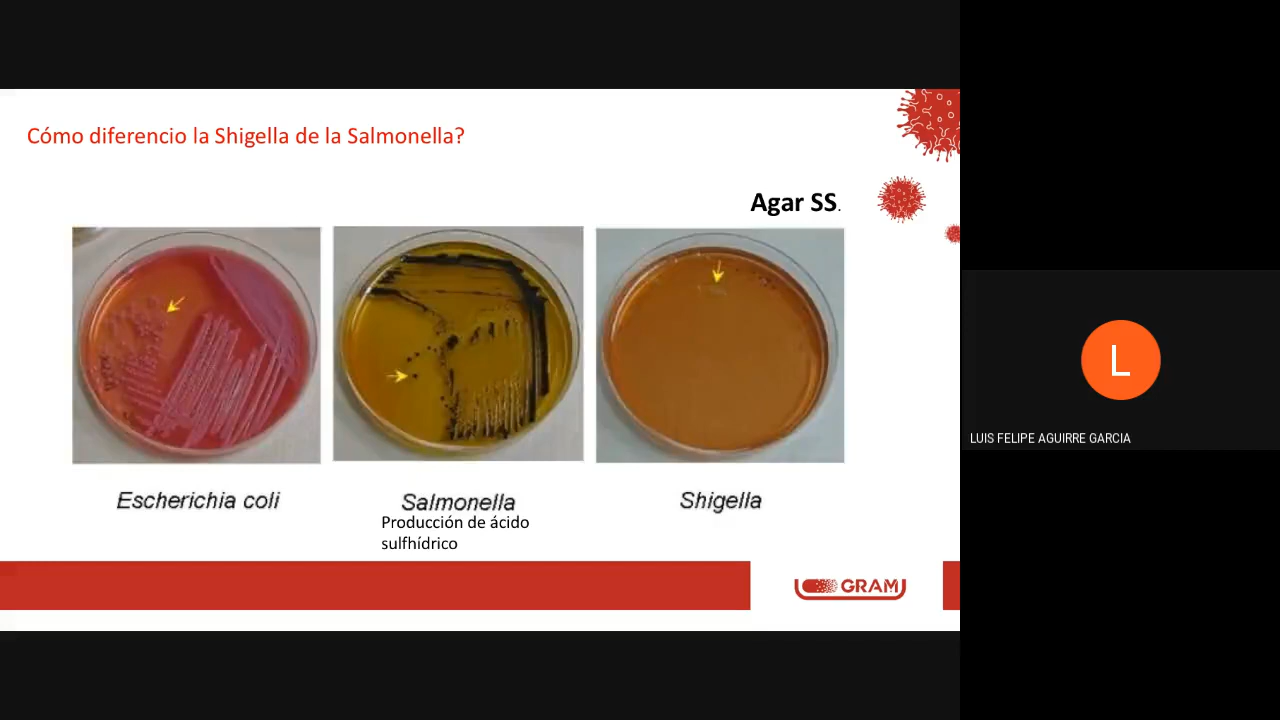 Cómo diferencio la Shigella de la Salmonella?
Agar SS.
Escherichia coli
Salmonella
Shigella
Producción de ácido
sulfhídrico
GRAM
L
LUIS FELIPE AGUIRRE GARCIA